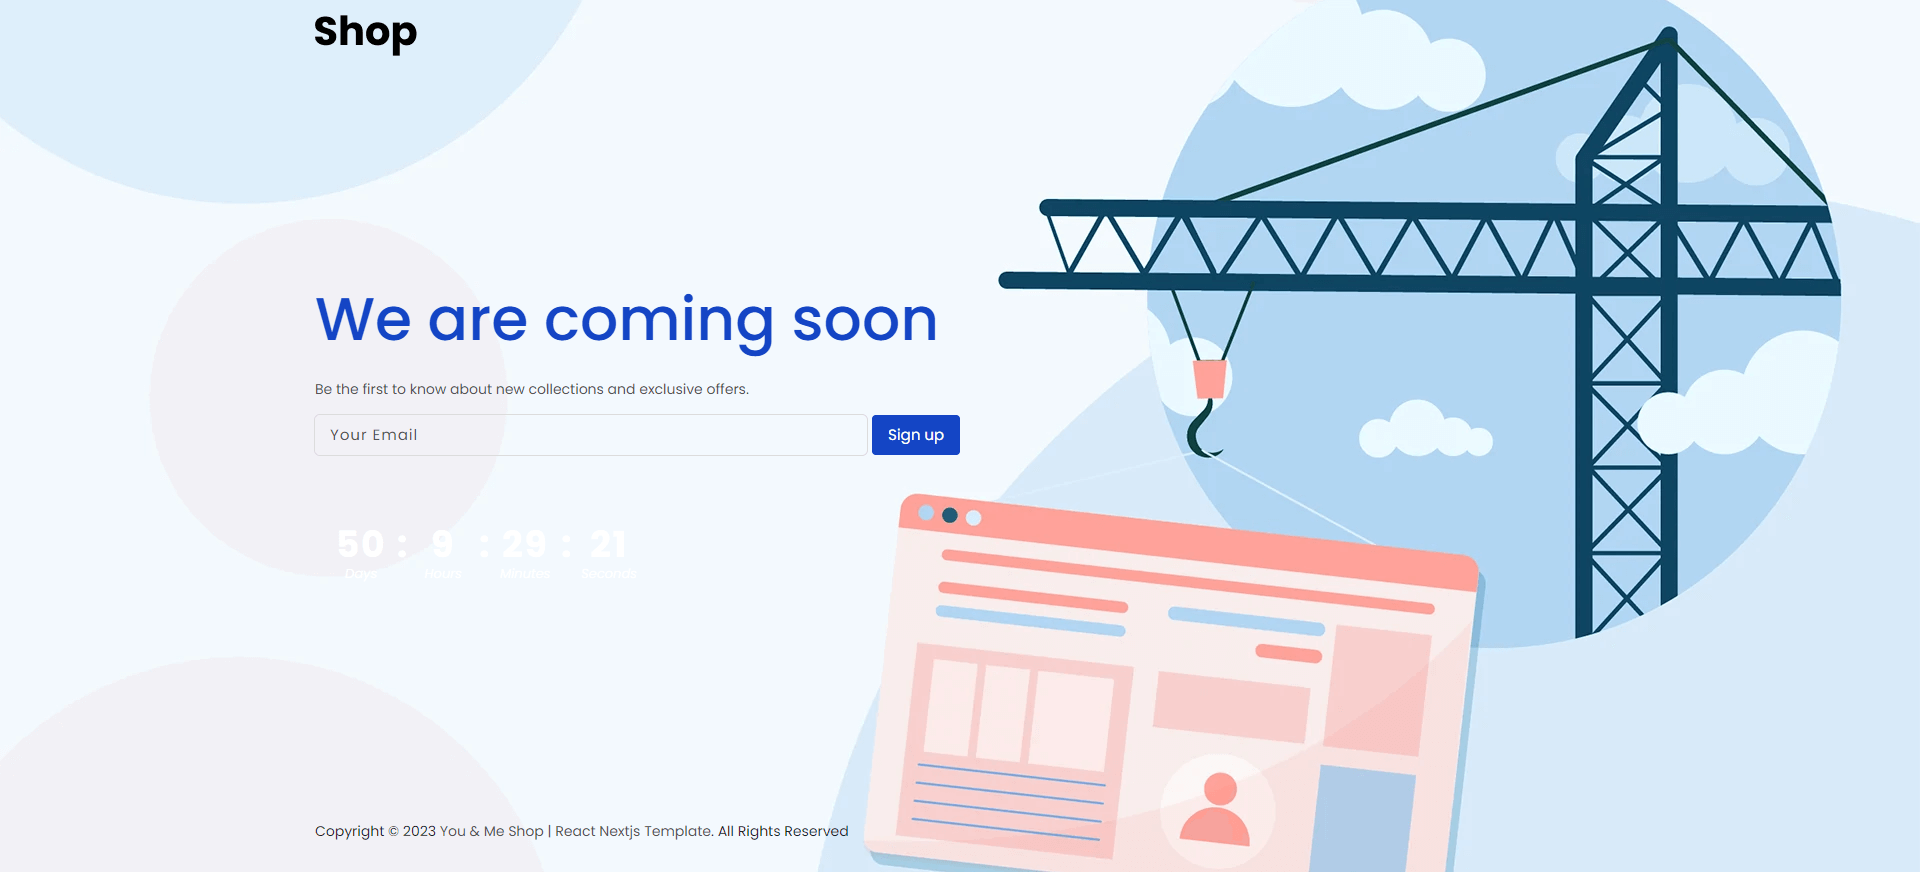 Shop
We are coming soon
Be the first to know about new collections and exclusive offers.
Your Email
Sign up
50 : 9 : 29 : 21
Days Hours Minutes Seconds
Copyright © 2023 You & Me Shop | React Nextjs Template. All Rights Reserved